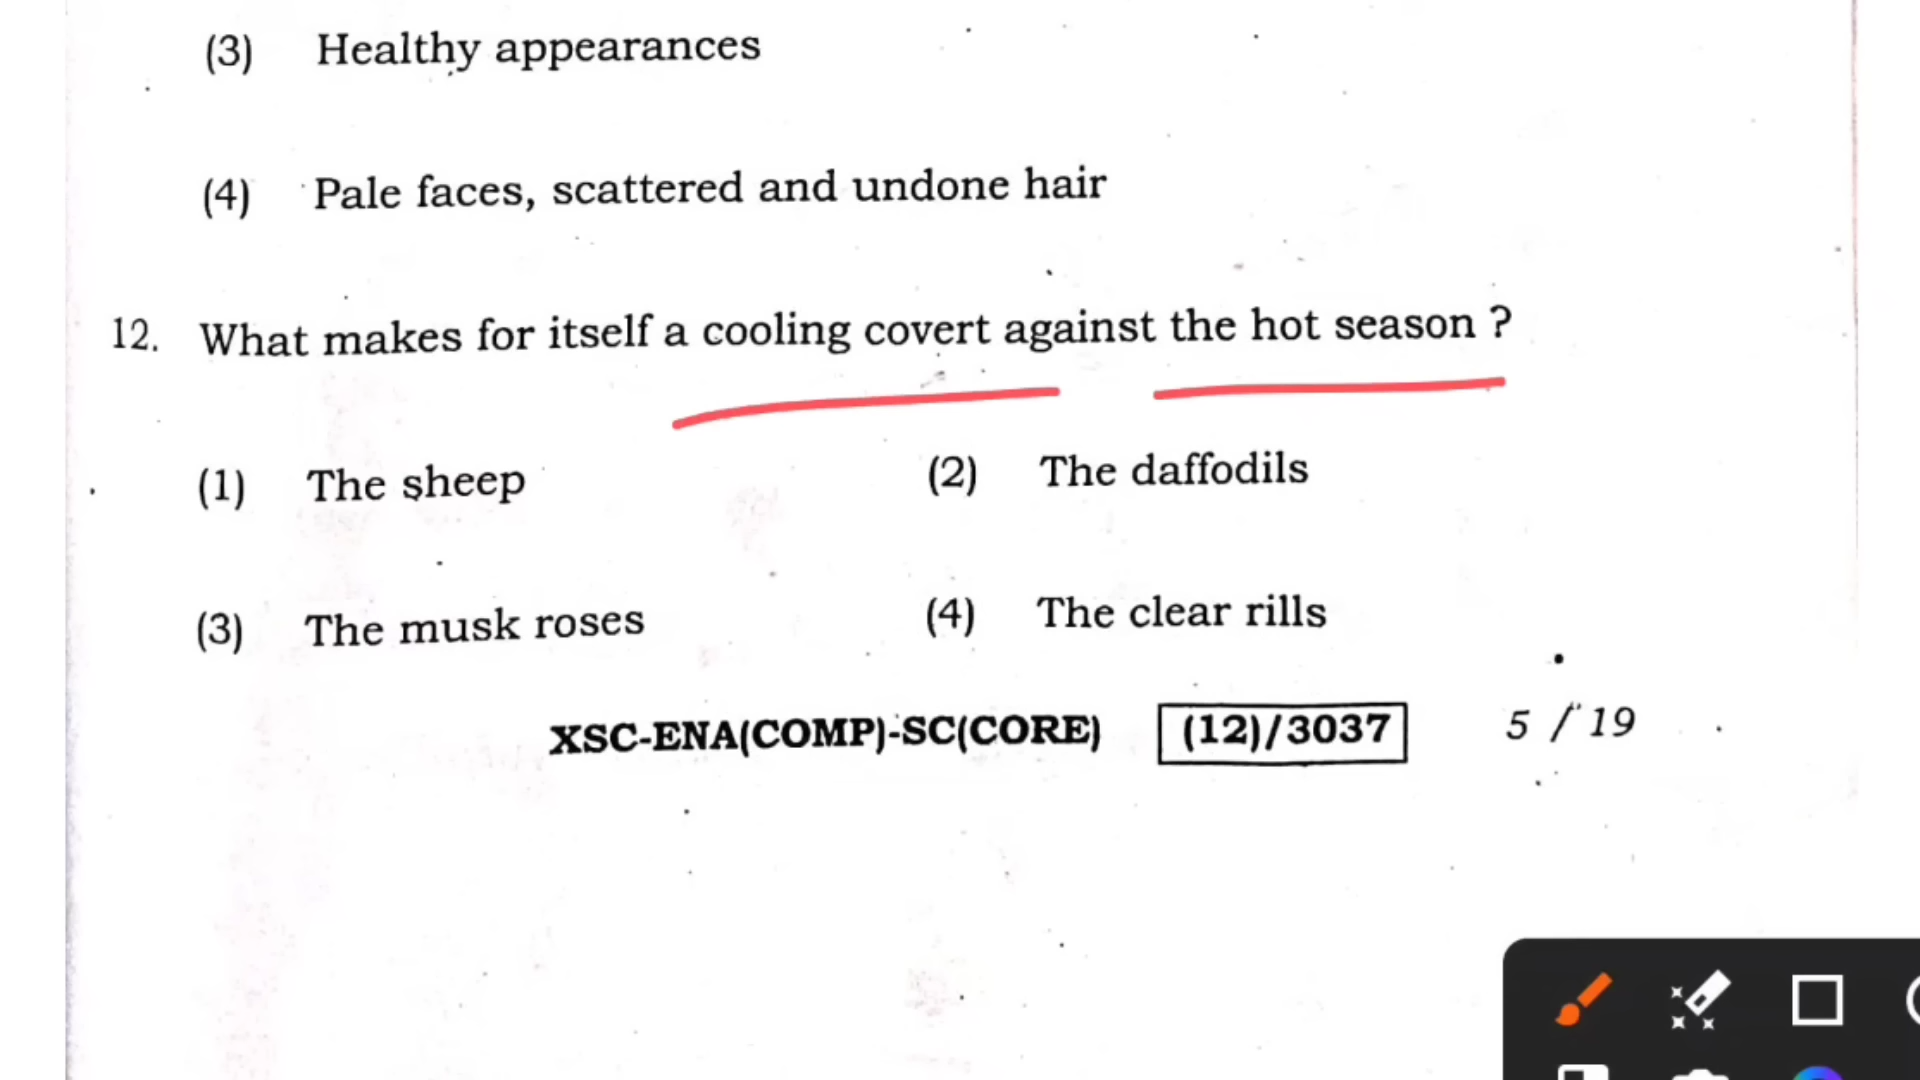 (3) Healthy appearances
(4) Pale faces, scattered and undone hair
12. What makes for itself a cooling covert against the hot season ?
(1) The sheep (2) The daffodils
(3) The musk roses (4) The clear rills
XSC-ENA(COMP)-SC(CORE) (12)/3037 5 / 19